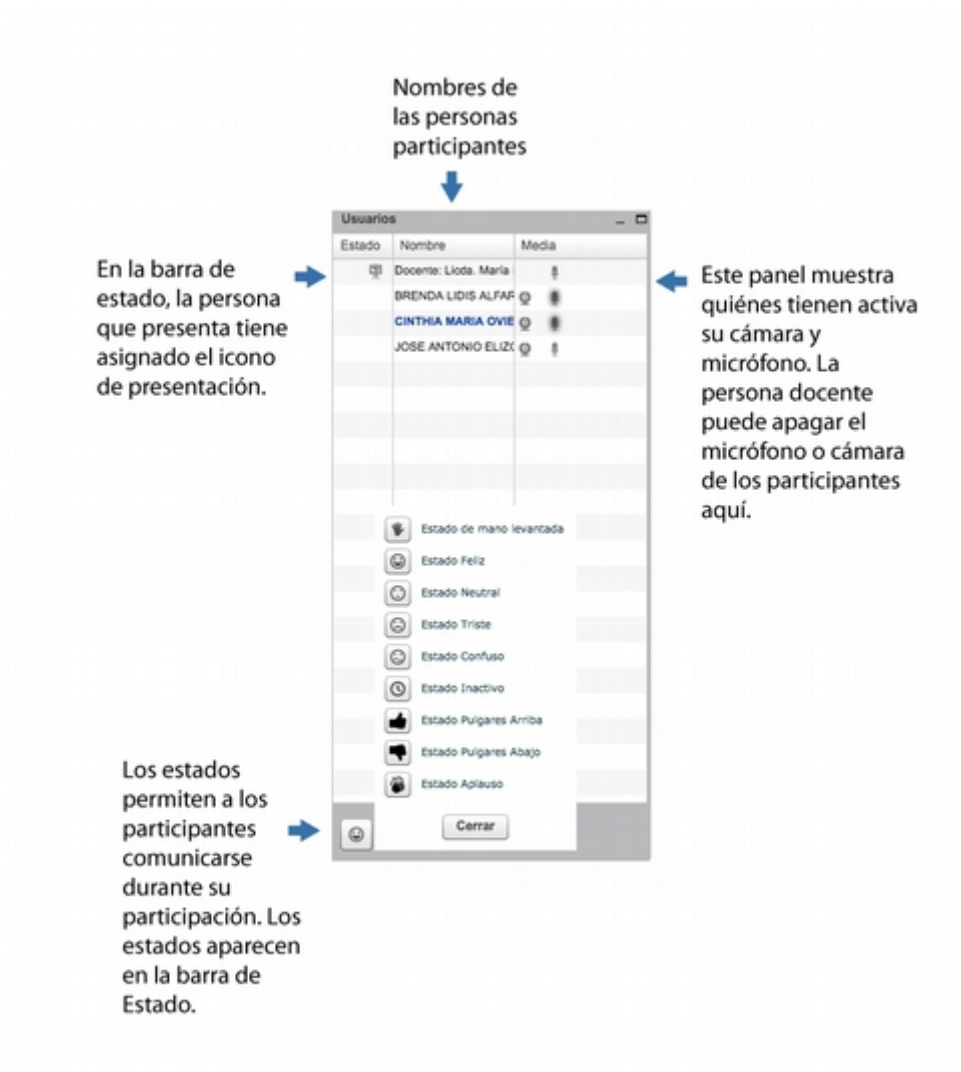 Nombres de
las personas
participantes
Usuarios
Estado Nombre Media
Docente: Licda. María
BRENDA LIDIS ALFAR
CINTHIA MARIA OVIE
JOSE ANTONIO ELIZO
En la barra de
estado, la persona
que presenta tiene
asignado el icono
de presentación.
Este panel muestra
quiénes tienen activa
su cámara y
micrófono. La
persona docente
puede apagar el
micrófono o cámara
de los participantes
aquí.
Estado de mano levantada
Estado Feliz
Estado Neutral
Estado Triste
Estado Confuso
Estado Inactivo
Estado Pulgares Arriba
Estado Pulgares Abajo
Estado Aplauso
Cerrar
Los estados
permiten a los
participantes
comunicarse
durante su
participación. Los
estados aparecen
en la barra de
Estado.